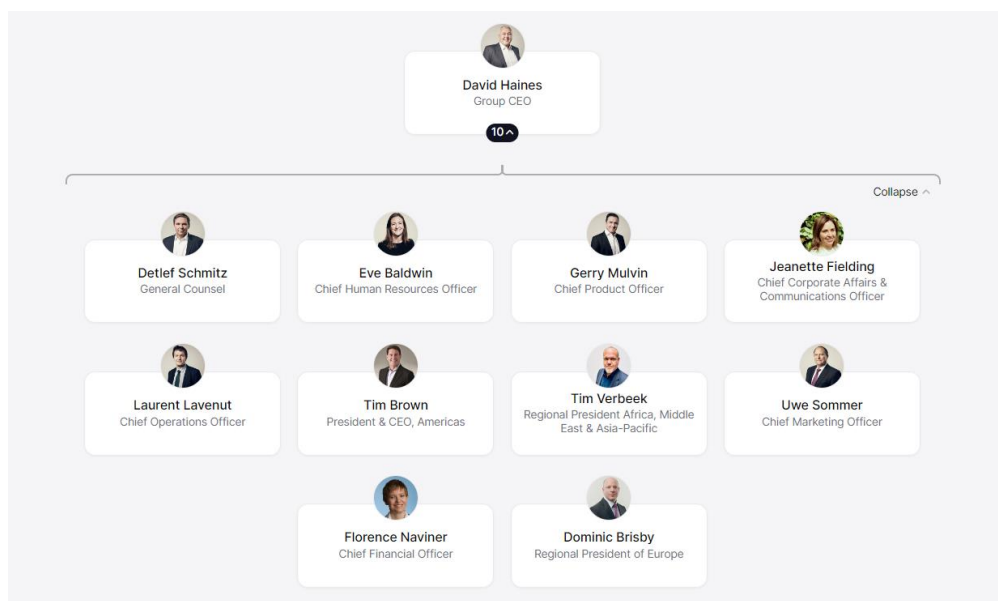 David Haines
Group CEO
10
Collapse
Detlef Schmitz
General Counsel
Eve Baldwin
Chief Human Resources Officer
Gerry Mulvin
Chief Product Officer
Jeanette Fielding
Chief Corporate Affairs &
Communications Officer
Laurent Lavenut
Chief Operations Officer
Tim Brown
President & CEO, Americas
Tim Verbeek
Regional President Africa, Middle
East & Asia-Pacific
Uwe Sommer
Chief Marketing Officer
Florence Naviner
Chief Financial Officer
Dominic Brisby
Regional President of Europe